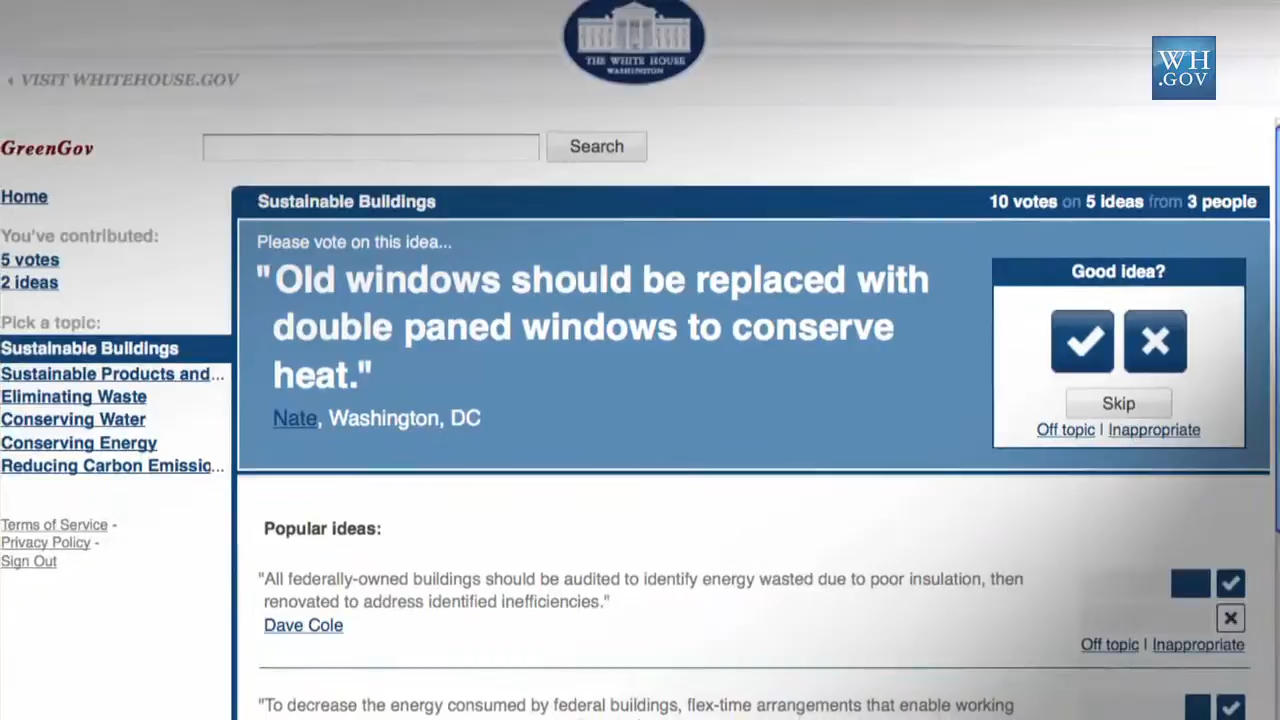 THE WHITE HOUSE
WASHINGTON
WH
.GOV
VISIT WHITEHOUSE.GOV
GreenGov
Search
Home
You've contributed:
5 votes
2 ideas
Pick a topic:
Sustainable Buildings
Sustainable Products and...
Eliminating Waste
Conserving Water
Conserving Energy
Reducing Carbon Emissio...
Terms of Service -
Privacy Policy -
Sign Out
Sustainable Buildings
10 votes on 5 ideas from 3 people
Please vote on this idea...
"Old windows should be replaced with
double paned windows to conserve
heat."
Nate, Washington, DC
Good idea?
Skip
Off topic | Inappropriate
Popular ideas:
"All federally-owned buildings should be audited to identify energy wasted due to poor insulation, then
renovated to address identified inefficiencies."
Dave Cole
Off topic | Inappropriate
"To decrease the energy consumed by federal buildings, flex-time arrangements that enable working